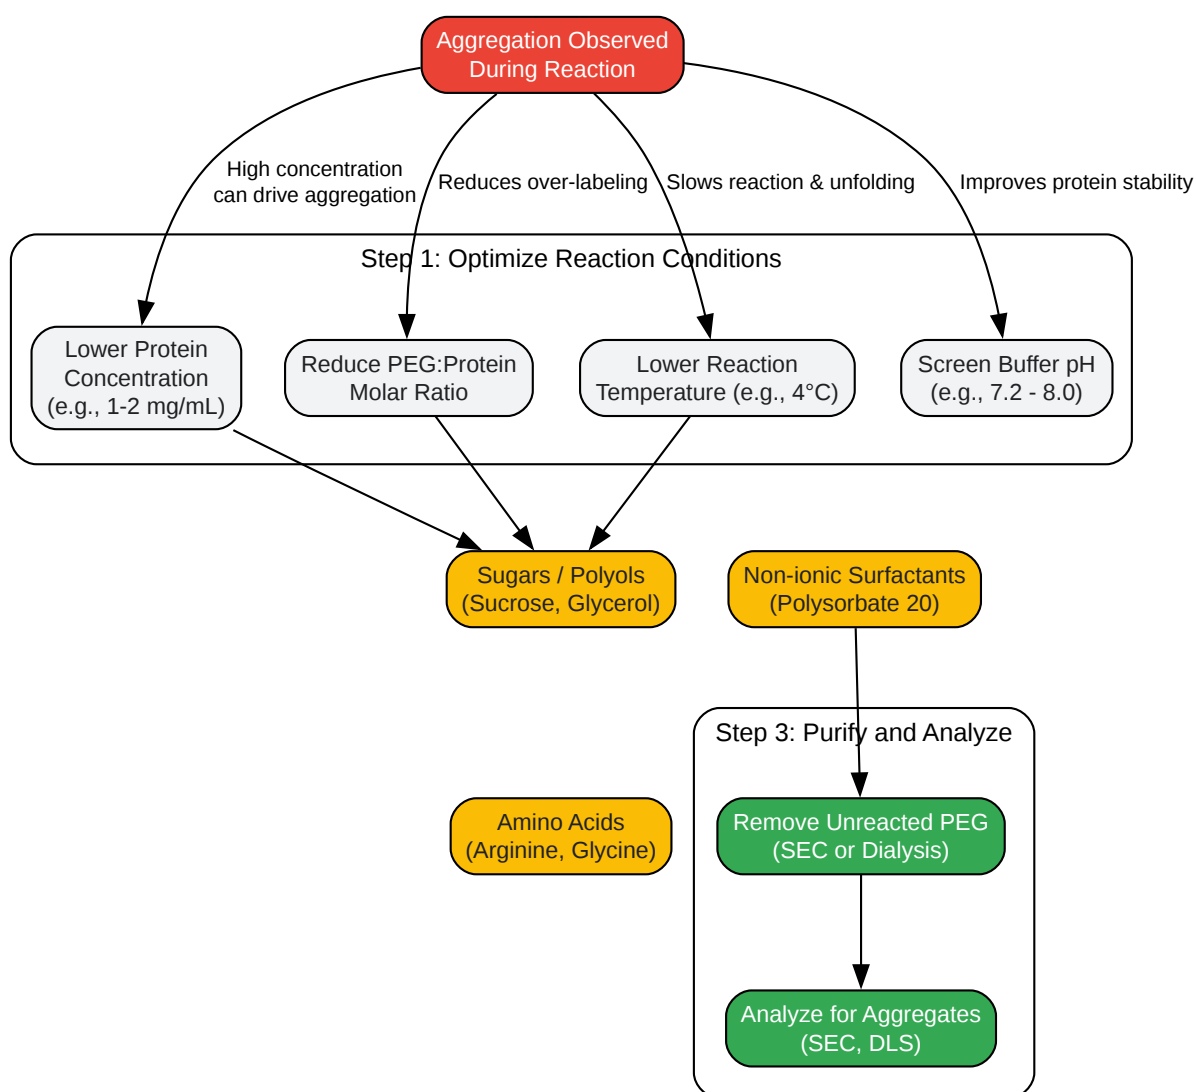 Aggregation Observed
During Reaction
High concentration
can drive aggregation
Reduces over-labeling
Slows reaction & unfolding
Improves protein stability
Step 1: Optimize Reaction Conditions
Lower Protein
Concentration
(e.g., 1-2 mg/mL)
Reduce PEG:Protein
Molar Ratio
Lower Reaction
Temperature (e.g., 4°C)
Screen Buffer pH
(e.g., 7.2 - 8.0)
Sugars / Polyols
(Sucrose, Glycerol)
Non-ionic Surfactants
(Polysorbate 20)
Step 3: Purify and Analyze
Amino Acids
(Arginine, Glycine)
Remove Unreacted PEG
(SEC or Dialysis)
Analyze for Aggregates
(SEC, DLS)